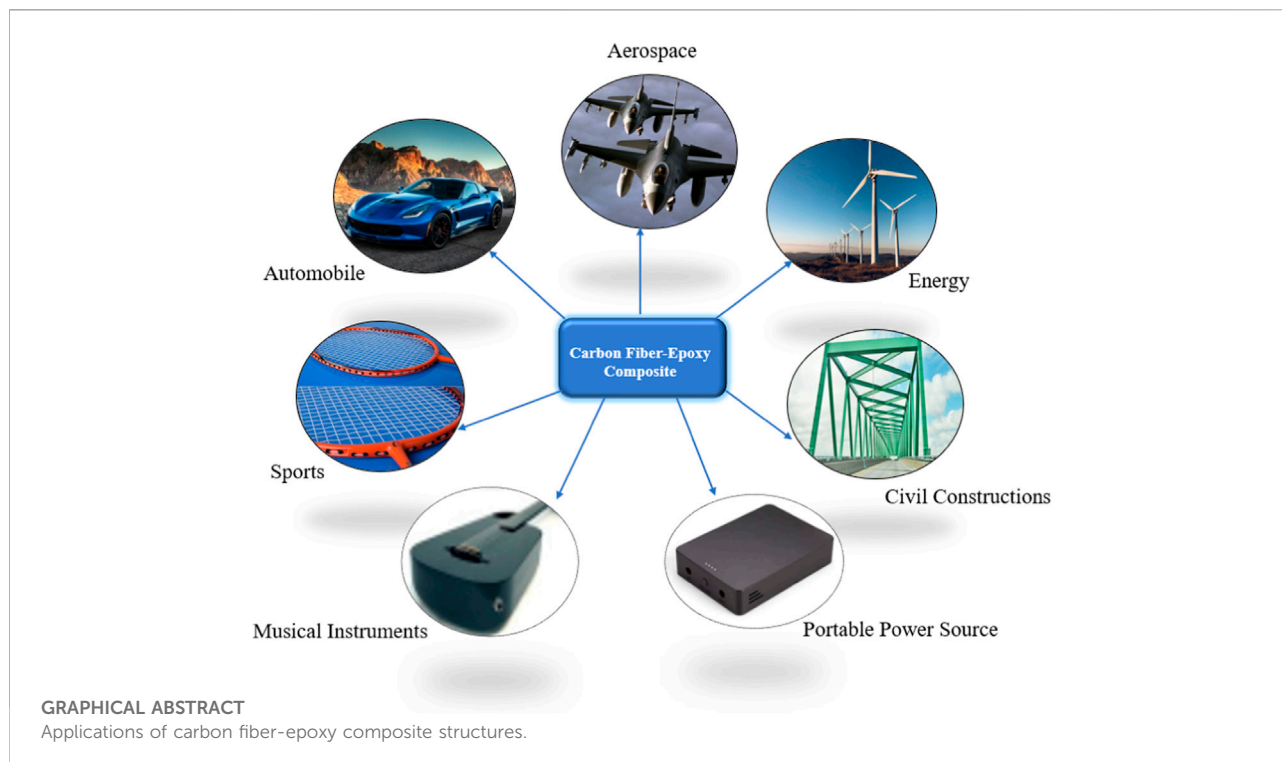 Aerospace
Automobile
Energy
Carbon Fiber-Epoxy
Composite
Sports
Civil Constructions
Musical Instruments
Portable Power Source
GRAPHICAL ABSTRACT
Applications of carbon fiber-epoxy composite structures.